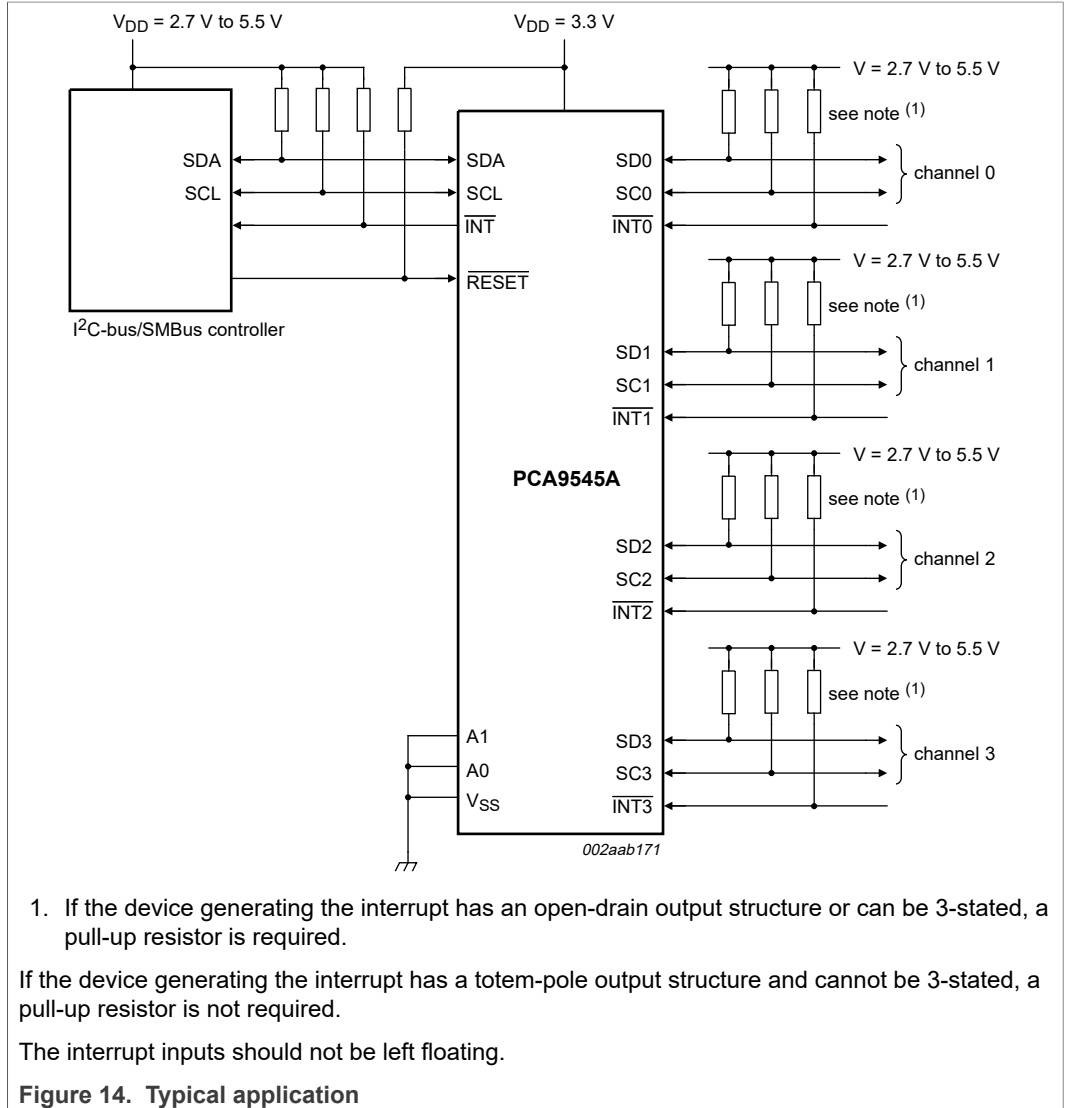 VDD = 2.7 V to 5.5 V
VDD = 3.3 V
V = 2.7 V to 5.5 V
see note (1)
SDA
SCL
SDA
SCL
INT
RESET
SD0
SC0
INT0
channel 0
I2C-bus/SMBus controller
V = 2.7 V to 5.5 V
see note (1)
SD1
SC1
INT1
channel 1
PCA9545A
V = 2.7 V to 5.5 V
see note (1)
SD2
SC2
INT2
channel 2
V = 2.7 V to 5.5 V
see note (1)
A1
A0
VSS
SD3
SC3
INT3
channel 3
002aab171
1. If the device generating the interrupt has an open-drain output structure or can be 3-stated, a
pull-up resistor is required.
If the device generating the interrupt has a totem-pole output structure and cannot be 3-stated, a
pull-up resistor is not required.
The interrupt inputs should not be left floating.
Figure 14. Typical application